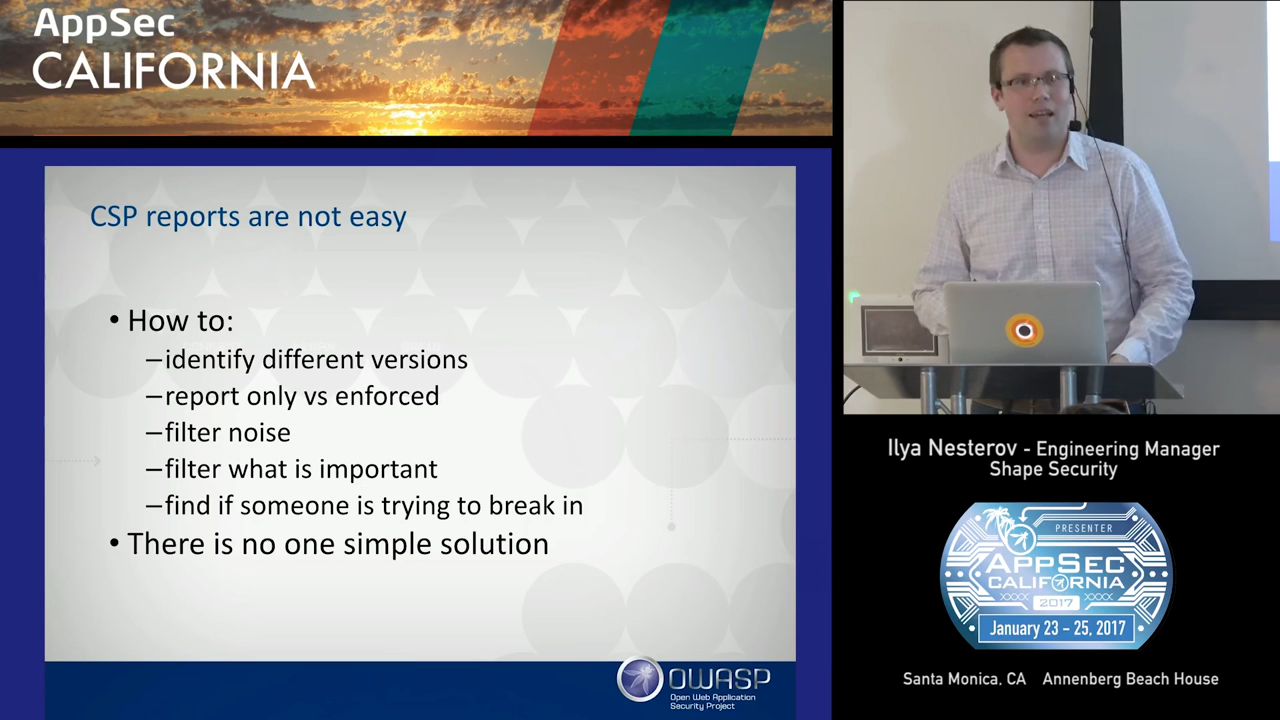 AppSec
CALIFORNIA
CSP reports are not easy
• How to:
–identify different versions
–report only vs enforced
–filter noise
–filter what is important
–find if someone is trying to break in
• There is no one simple solution
OWASP
Open Web Application
Security Project
Ilya Nesterov - Engineering Manager
Shape Security
PRESENTER
APPSEC
CALIFORNIA
2017
January 23 – 25, 2017
Santa Monica, CA Annenberg Beach House